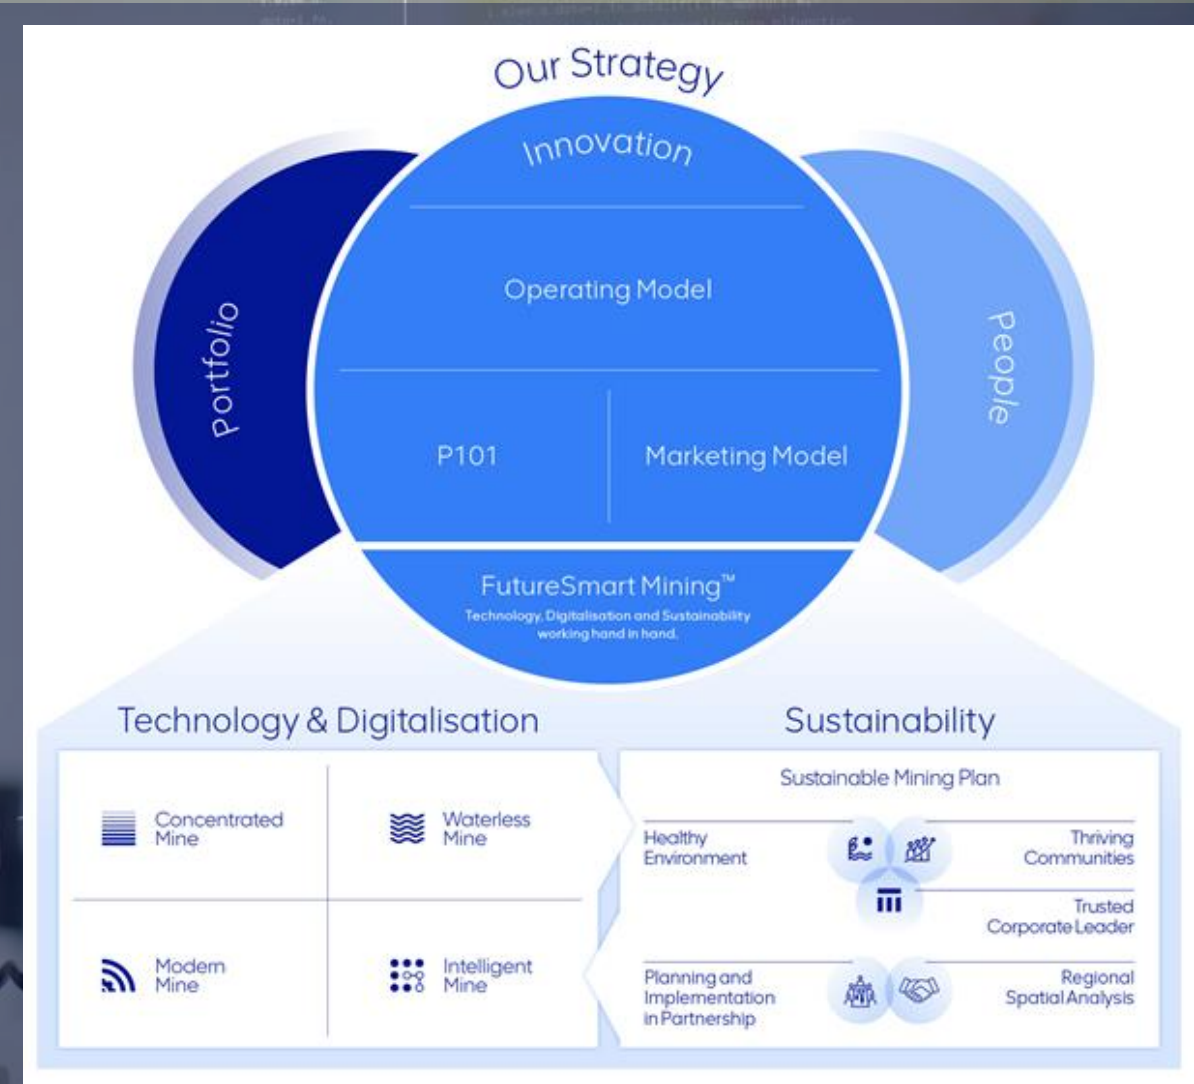 Our Strategy
Innovation
Portfolio
Operating Model
People
P101
Marketing Model
FutureSmart Mining™
Technology, Digitalisation and Sustainability
working hand in hand.
Technology & Digitalisation
Concentrated
Mine
Waterless
Mine
Modern
Mine
Intelligent
Mine
Sustainability
Sustainable Mining Plan
Healthy
Environment
Thriving
Communities
Trusted
Corporate Leader
Planning and
Implementation
in Partnership
Regional
Spatial Analysis